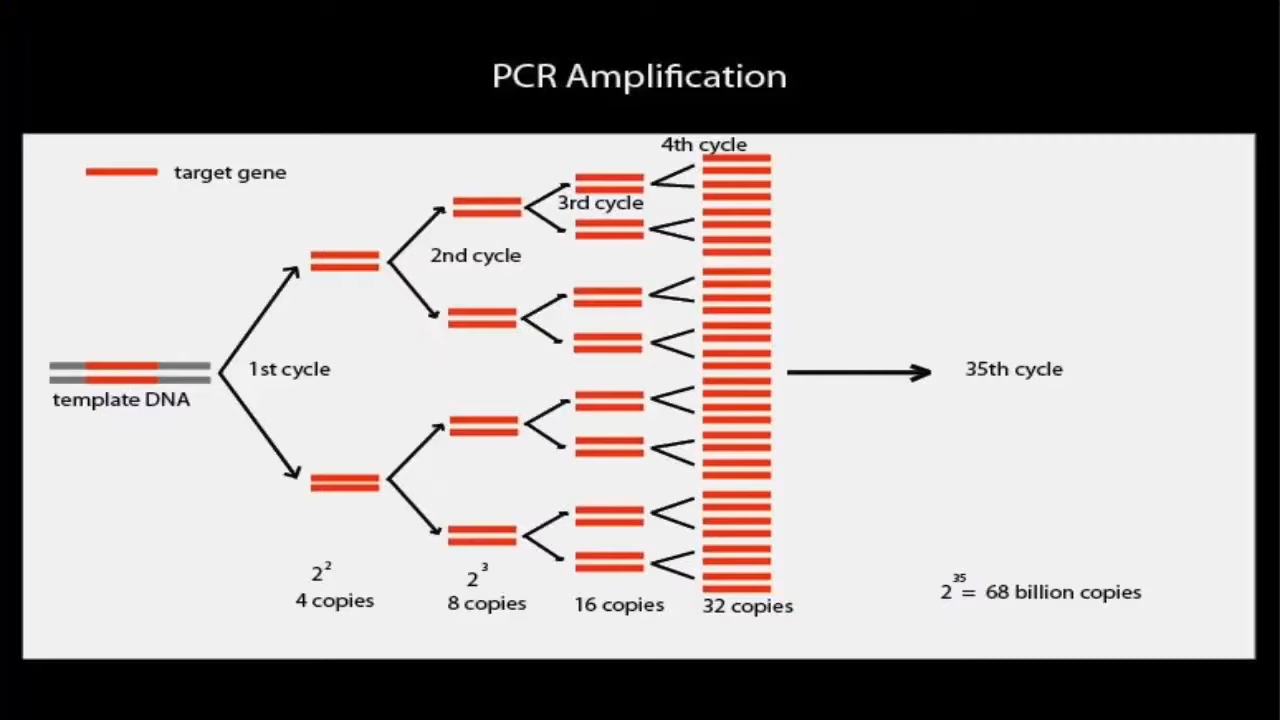 PCR Amplification
4th cycle
target gene
3rd cycle
2nd cycle
1st cycle
35th cycle
template DNA
2²
4 copies
2³
8 copies
16 copies
32 copies
2³⁵= 68 billion copies